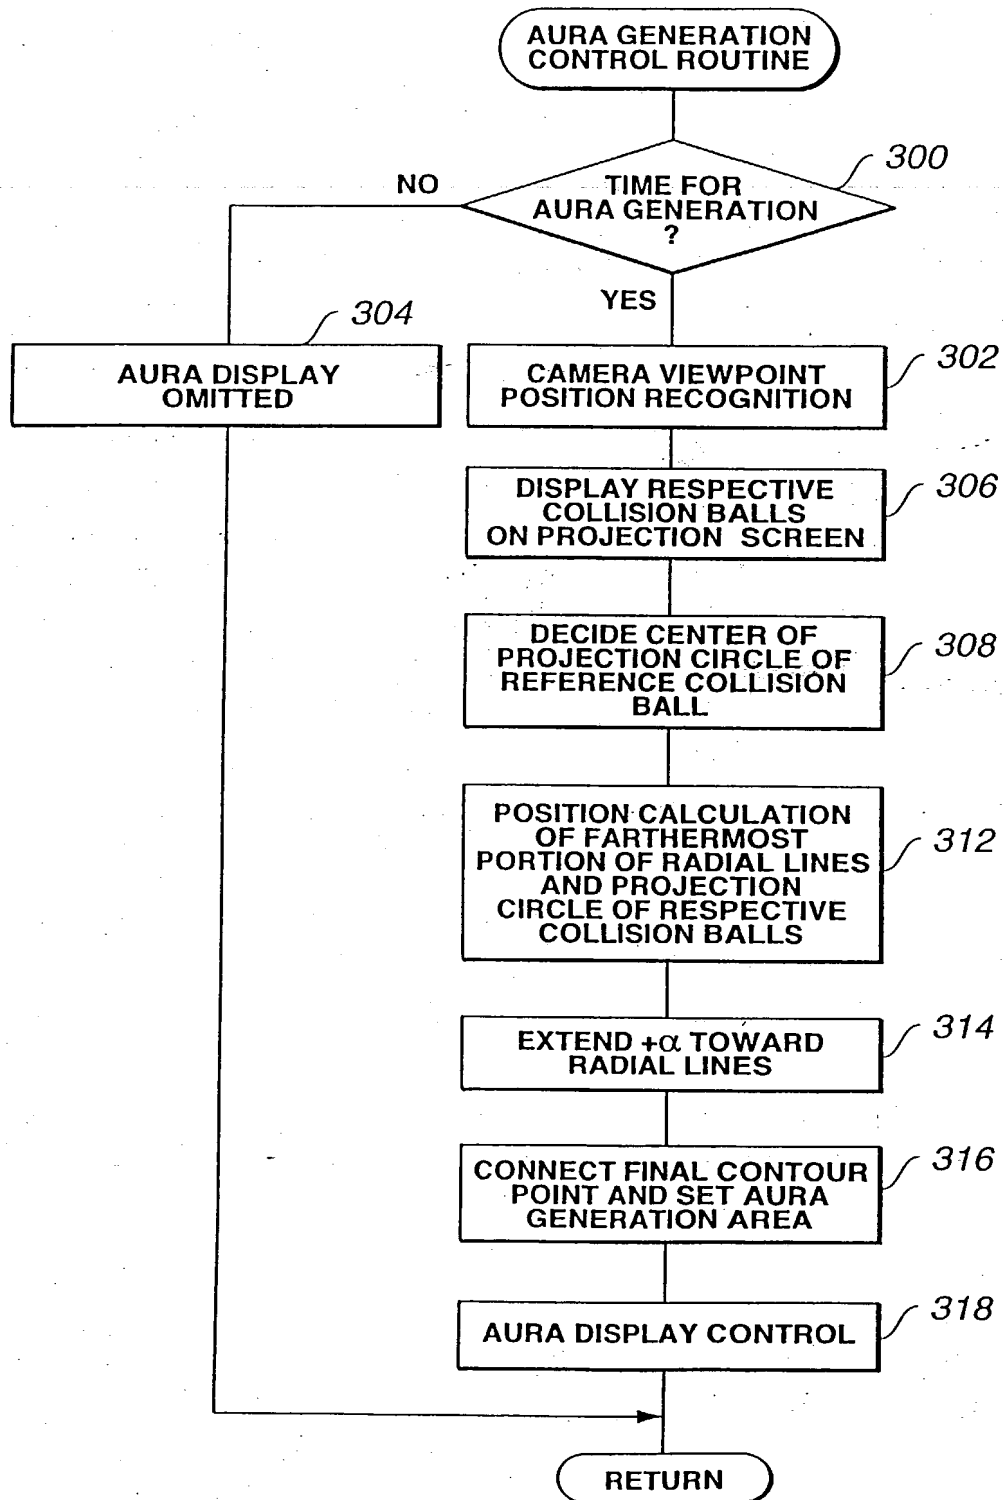 AURA GENERATION
CONTROL ROUTINE
300
NO
TIME FOR
AURA GENERATION
?
YES
304
AURA DISPLAY
OMITTED
302
CAMERA VIEWPOINT
POSITION RECOGNITION
306
DISPLAY RESPECTIVE
COLLISION BALLS
ON PROJECTION SCREEN
308
DECIDE CENTER OF
PROJECTION CIRCLE OF
REFERENCE COLLISION
BALL
312
POSITION CALCULATION
OF FARTHERMOST
PORTION OF RADIAL LINES
AND PROJECTION
CIRCLE OF RESPECTIVE
COLLISION BALLS
314
EXTEND +α TOWARD
RADIAL LINES
316
CONNECT FINAL CONTOUR
POINT AND SET AURA
GENERATION AREA
318
AURA DISPLAY CONTROL
RETURN